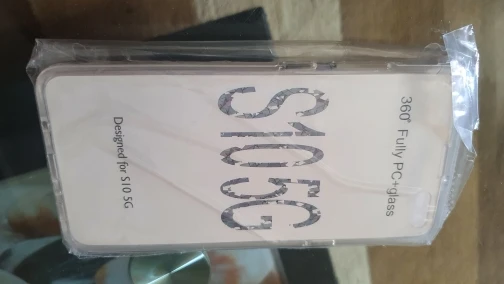 360° Fully PC+glass
S10 5G
Designed for S10 5G